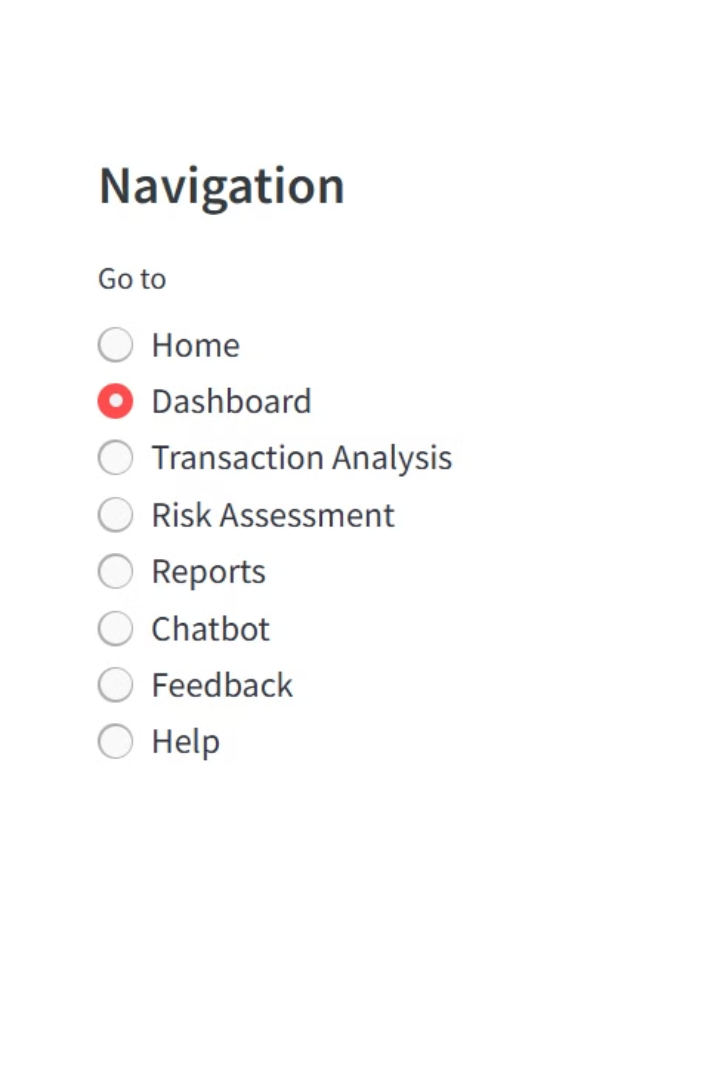 Navigation
Go to
Home
Dashboard
Transaction Analysis
Risk Assessment
Reports
Chatbot
Feedback
Help